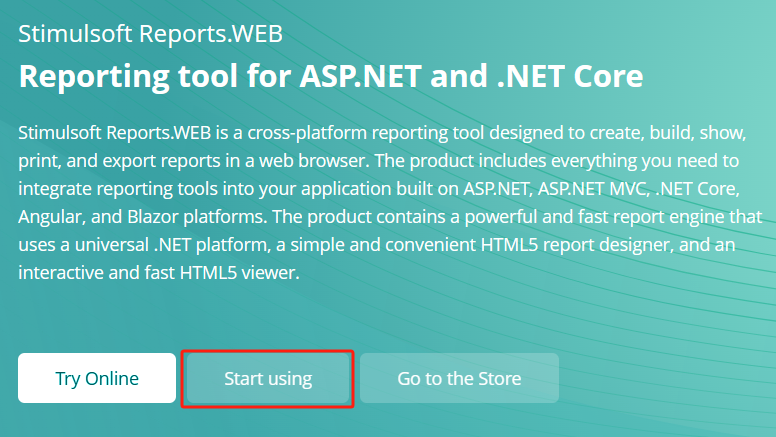 Stimulsoft Reports.WEB
Reporting tool for ASP.NET and .NET Core
Stimulsoft Reports.WEB is a cross-platform reporting tool designed to create, build, show,
print, and export reports in a web browser. The product includes everything you need to
integrate reporting tools into your application built on ASP.NET, ASP.NET MVC, .NET Core,
Angular, and Blazor platforms. The product contains a powerful and fast report engine that
uses a universal .NET platform, a simple and convenient HTML5 report designer, and an
interactive and fast HTML5 viewer.
Try Online
Start using
Go to the Store